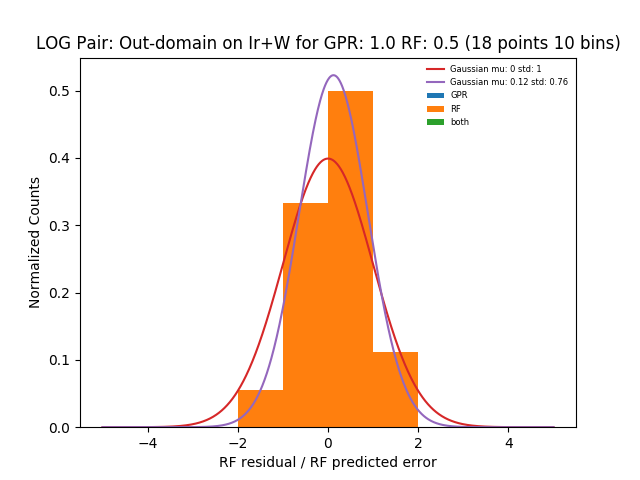 LOG Pair: Out-domain on Ir+W for GPR: 1.0 RF: 0.5 (18 points 10 bins)
Gaussian mu: 0 std: 1
Gaussian mu: 0.12 std: 0.76
GPR
RF
both
Normalized Counts
0.5
0.4
0.3
0.2
0.1
0.0
−4 −2 0 2 4
RF residual / RF predicted error